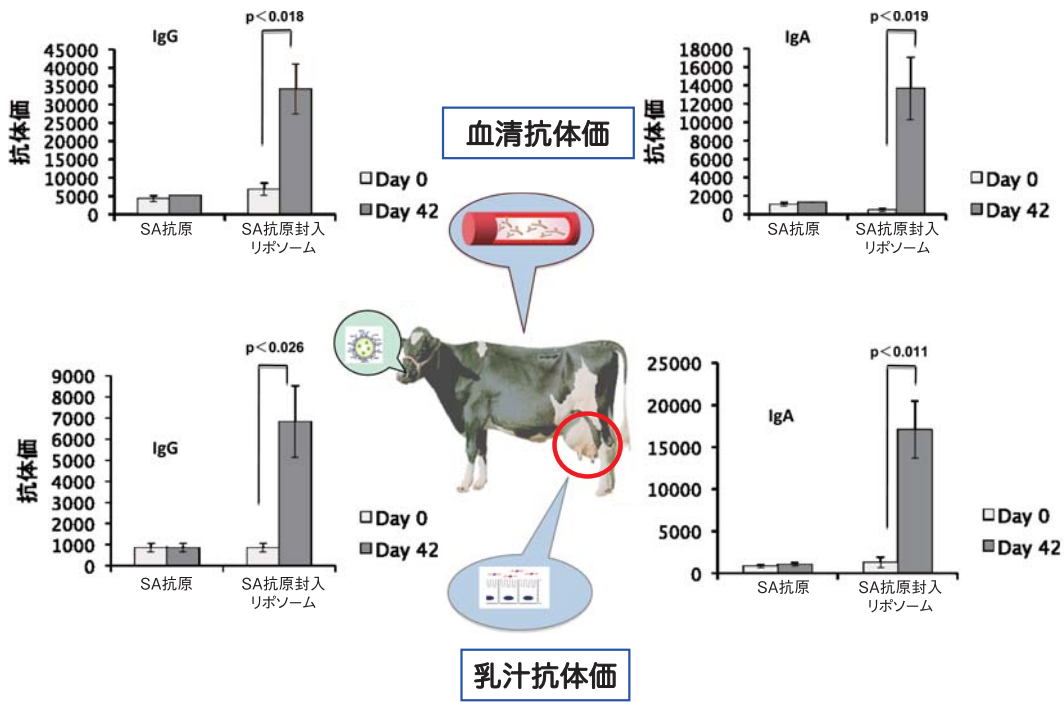 p＜0.018
IgG
45000
40000
35000
30000
25000
20000
15000
10000
5000
0
抗体価
SA抗原
SA抗原封入
リポソーム
Day 0
Day 42
血清抗体価
p＜0.019
IgA
18000
16000
14000
12000
10000
8000
6000
4000
2000
0
抗体価
SA抗原
SA抗原封入
リポソーム
Day 0
Day 42
p＜0.026
IgG
9000
8000
7000
6000
5000
4000
3000
2000
1000
0
抗体価
SA抗原
SA抗原封入
リポソーム
Day 0
Day 42
p＜0.011
IgA
25000
20000
15000
10000
5000
0
SA抗原
SA抗原封入
リポソーム
Day 0
Day 42
乳汁抗体価